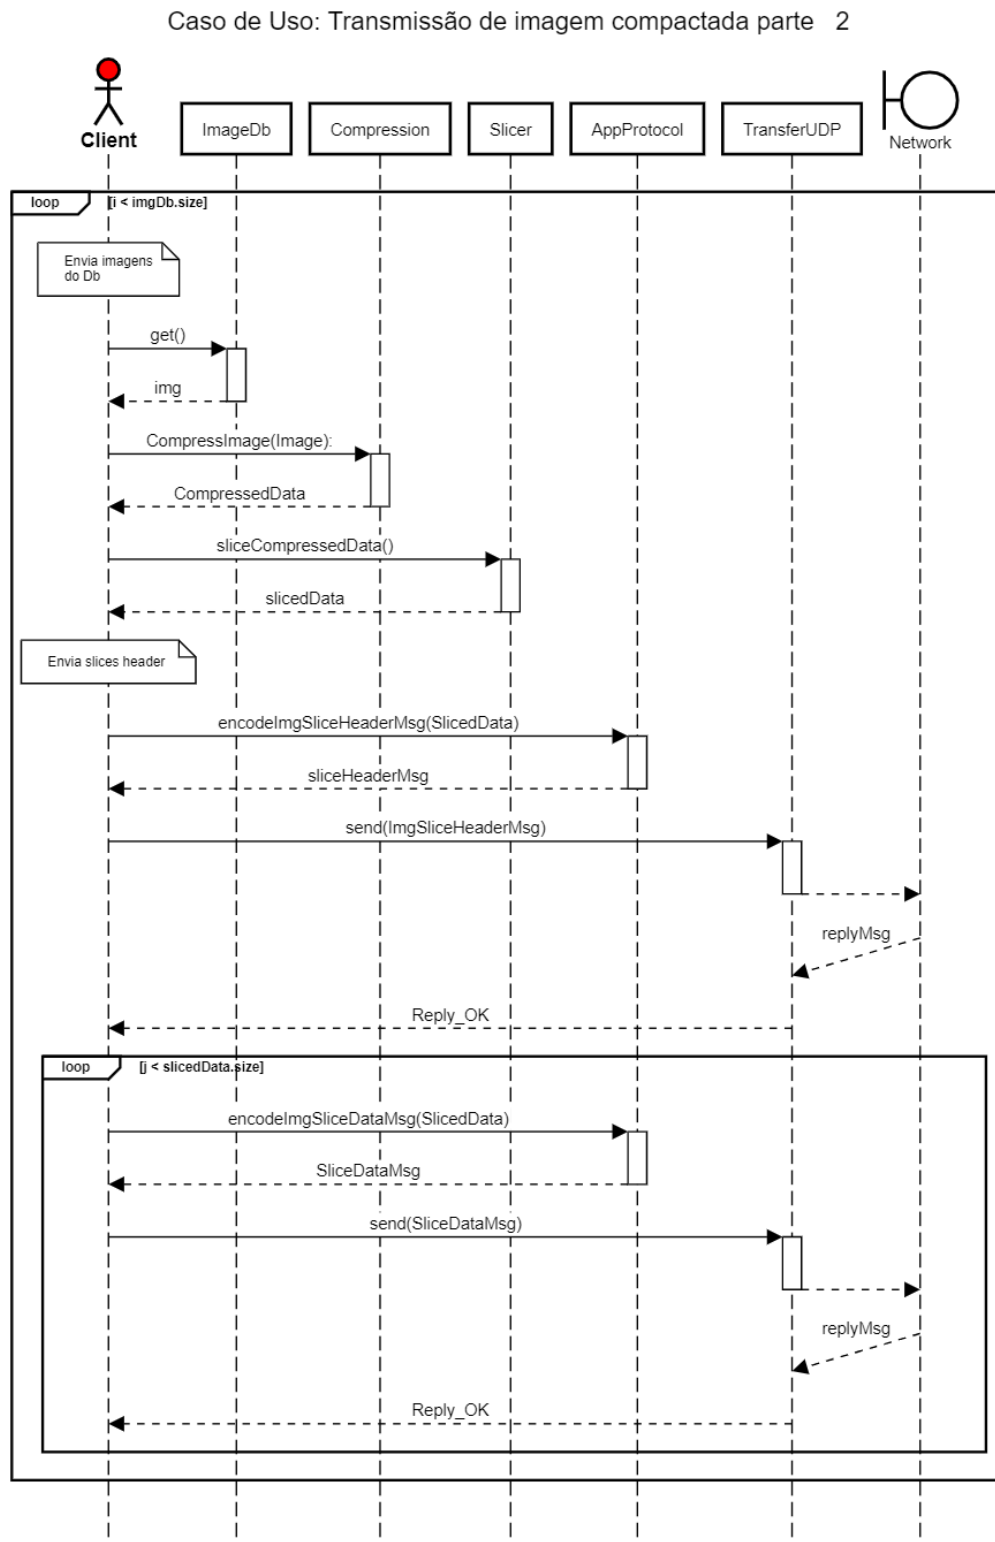 Caso de Uso: Transmissão de imagem compactada parte 2
Client
ImageDb
Compression
Slicer
AppProtocol
TransferUDP
Network
loop
[i < imgDb.size]
Envia imagens
do Db
get()
img
CompressImage(Image):
CompressedData
sliceCompressedData()
slicedData
Envia slices header
encodeImgSliceHeaderMsg(SlicedData)
sliceHeaderMsg
send(ImgSliceHeaderMsg)
replyMsg
Reply_OK
loop
[j < slicedData.size]
encodeImgSliceDataMsg(SlicedData)
SliceDataMsg
send(SliceDataMsg)
replyMsg
Reply_OK